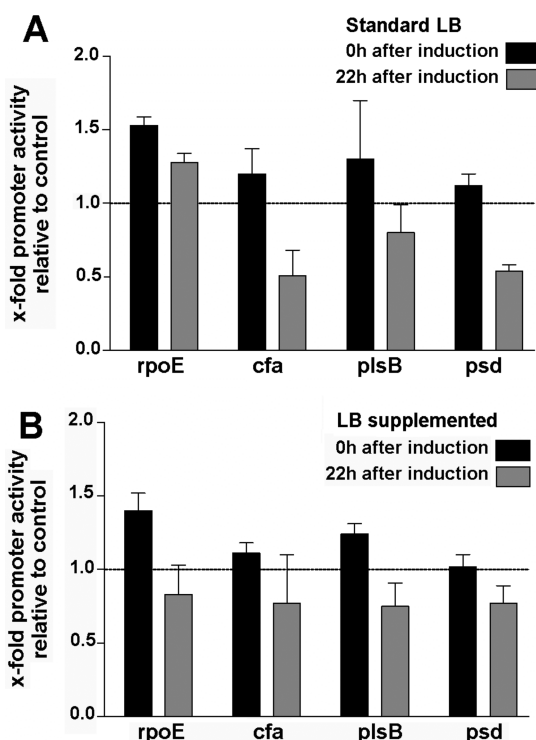 A
Standard LB
0h after induction
22h after induction
x-fold promoter activity
relative to control
2.0
1.5
1.0
0.5
0.0
rpoE cfa plsB psd
B
LB supplemented
0h after induction
22h after induction
x-fold promoter activity
relative to control
2.0
1.5
1.0
0.5
0.0
rpoE cfa plsB psd